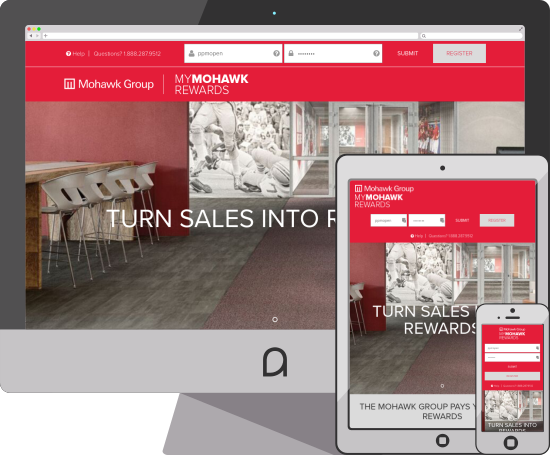 Help | Questions? 1.888.287.9512 ppmopen •••••••• SUBMIT REGISTER
Mohawk Group
MYMOHAWK
REWARDS
TURN SALES INTO R
Mohawk Group
MYMOHAWK
REWARDS
ppmopen SUBMIT REGISTER
Help | Questions? 1.888.287.9512
TURN SALES
REWARDS
THE MOHAWK GROUP PAYS Y
REWARDS
Mohawk Group
MYMOHAWK
REWARDS
SUBMIT
TURN SALES INTO
REWARDS